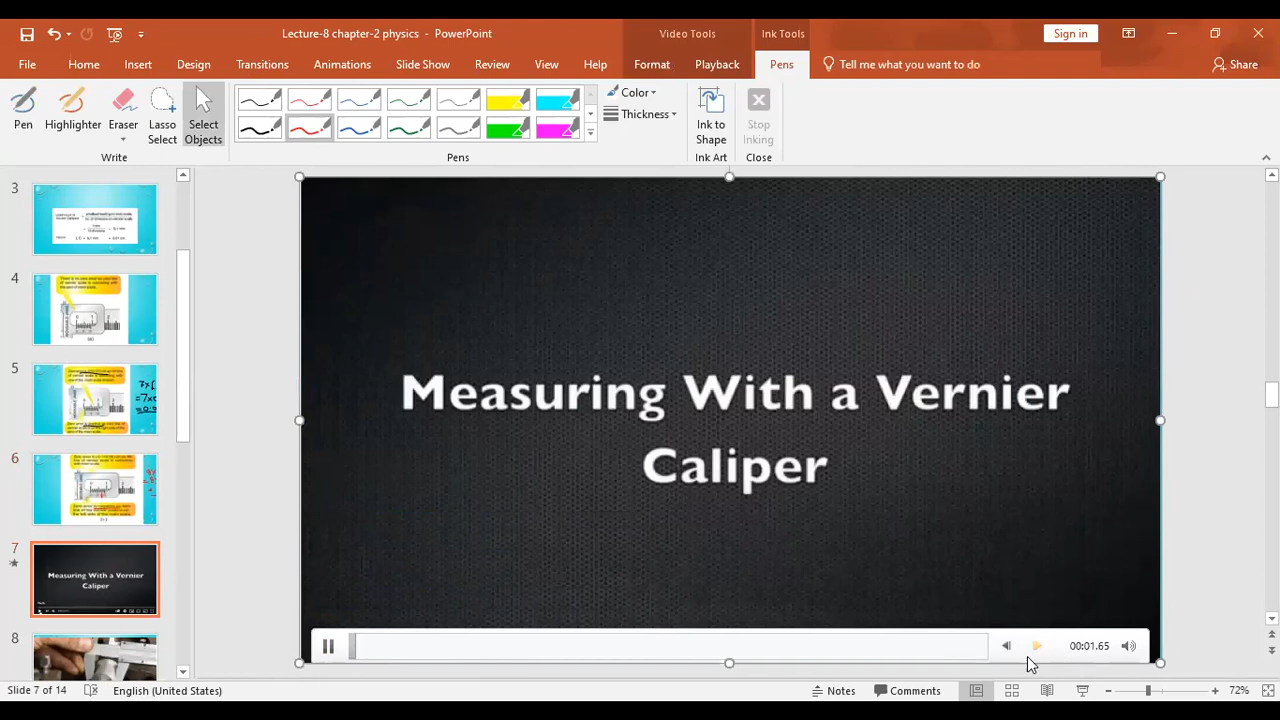 Lecture-8 chapter-2 physics - PowerPoint
Video Tools
Ink Tools
Sign in
File
Home
Insert
Design
Transitions
Animations
Slide Show
Review
View
Help
Format
Playback
Pens
Tell me what you want to do
Share
Pen
Highlighter
Eraser
Lasso Select
Select Objects
Color
Thickness
Ink to Shape
Stop Inking
Write
Pens
Ink Art
Close
3
4
5
6
7
Measuring With a Vernier
Caliper
8
Measuring With a Vernier
Caliper
00:01.65
Slide 7 of 14
English (United States)
Notes
Comments
72%